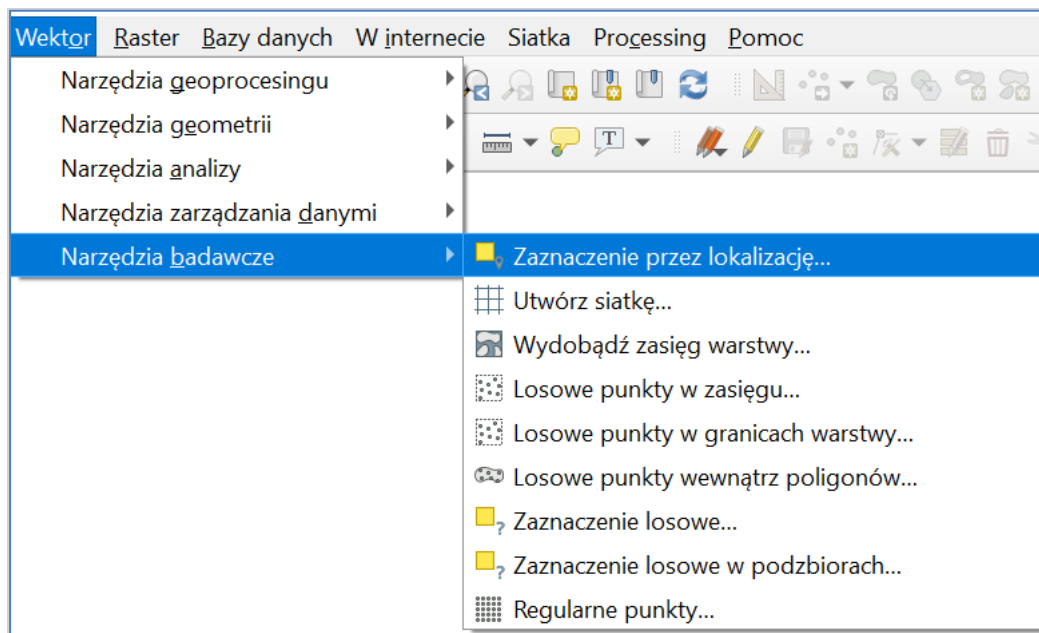 Wektor Raster Bazy danych W internecie Siatka Processing Pomoc
Narzędzia geoprocesingu
Narzędzia geometrii
Narzędzia analizy
Narzędzia zarządzania danymi
Narzędzia badawcze
Zaznaczenie przez lokalizację...
Utwórz siatkę...
Wydobądź zasięg warstwy...
Losowe punkty w zasięgu...
Losowe punkty w granicach warstwy...
Losowe punkty wewnątrz poligonów...
Zaznaczenie losowe...
Zaznaczenie losowe w podzbiorach...
Regularne punkty...